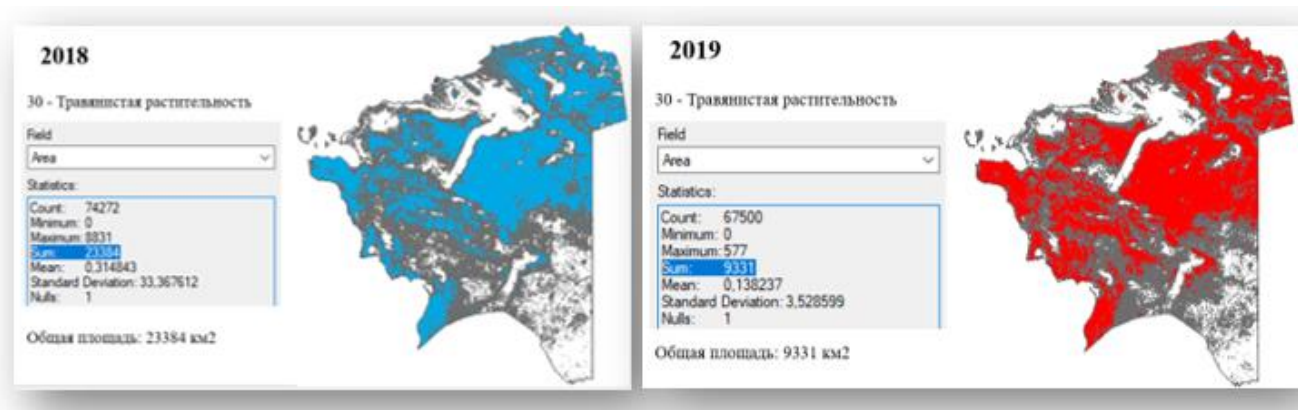 2018
30 - Травянистая растительность
Field
Area
Statistics:
Count: 74272
Minimum: 0
Maximum: 8831
Sum: 23384
Mean: 0,314843
Standard Deviation: 33,367612
Nulls: 1
Общая площадь: 23384 км2
2019
30 - Травянистая растительность
Field
Area
Statistics:
Count: 67500
Minimum: 0
Maximum: 577
Sum: 9331
Mean: 0,138237
Standard Deviation: 3,528599
Nulls: 1
Общая площадь: 9331 км2